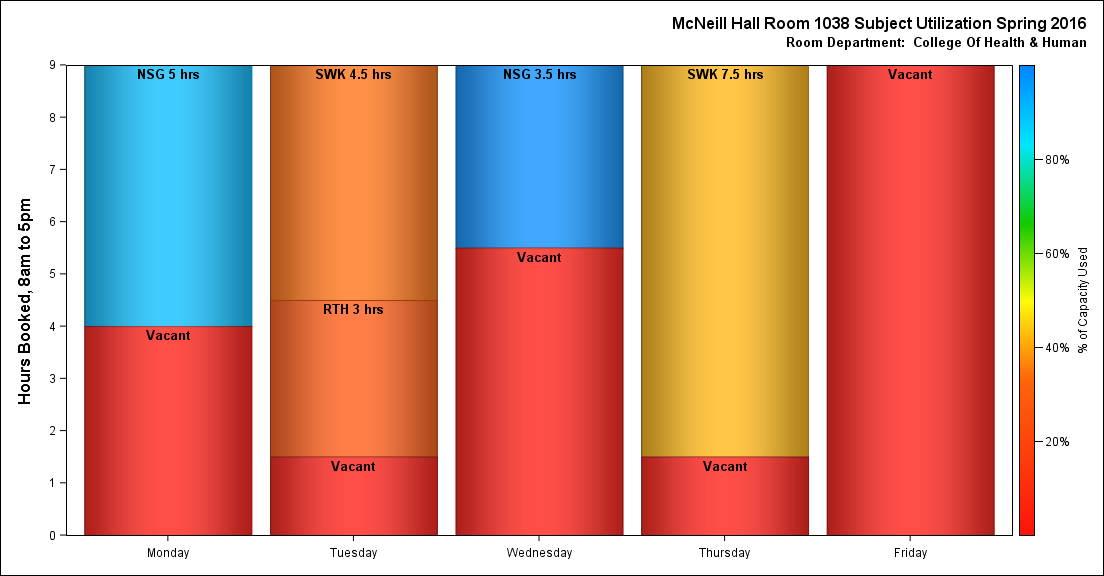 McNeill Hall Room 1038 Subject Utilization Spring 2016
Room Department:  College Of Health & Human
Hours Booked, 8am to 5pm
9
8
7
6
5
4
3
2
1
0
NSG 5 hrs
Vacant
SWK 4.5 hrs
RTH 3 hrs
Vacant
NSG 3.5 hrs
Vacant
SWK 7.5 hrs
Vacant
Vacant
Monday
Tuesday
Wednesday
Thursday
Friday
80%
60%
40%
20%
% of Capacity Used